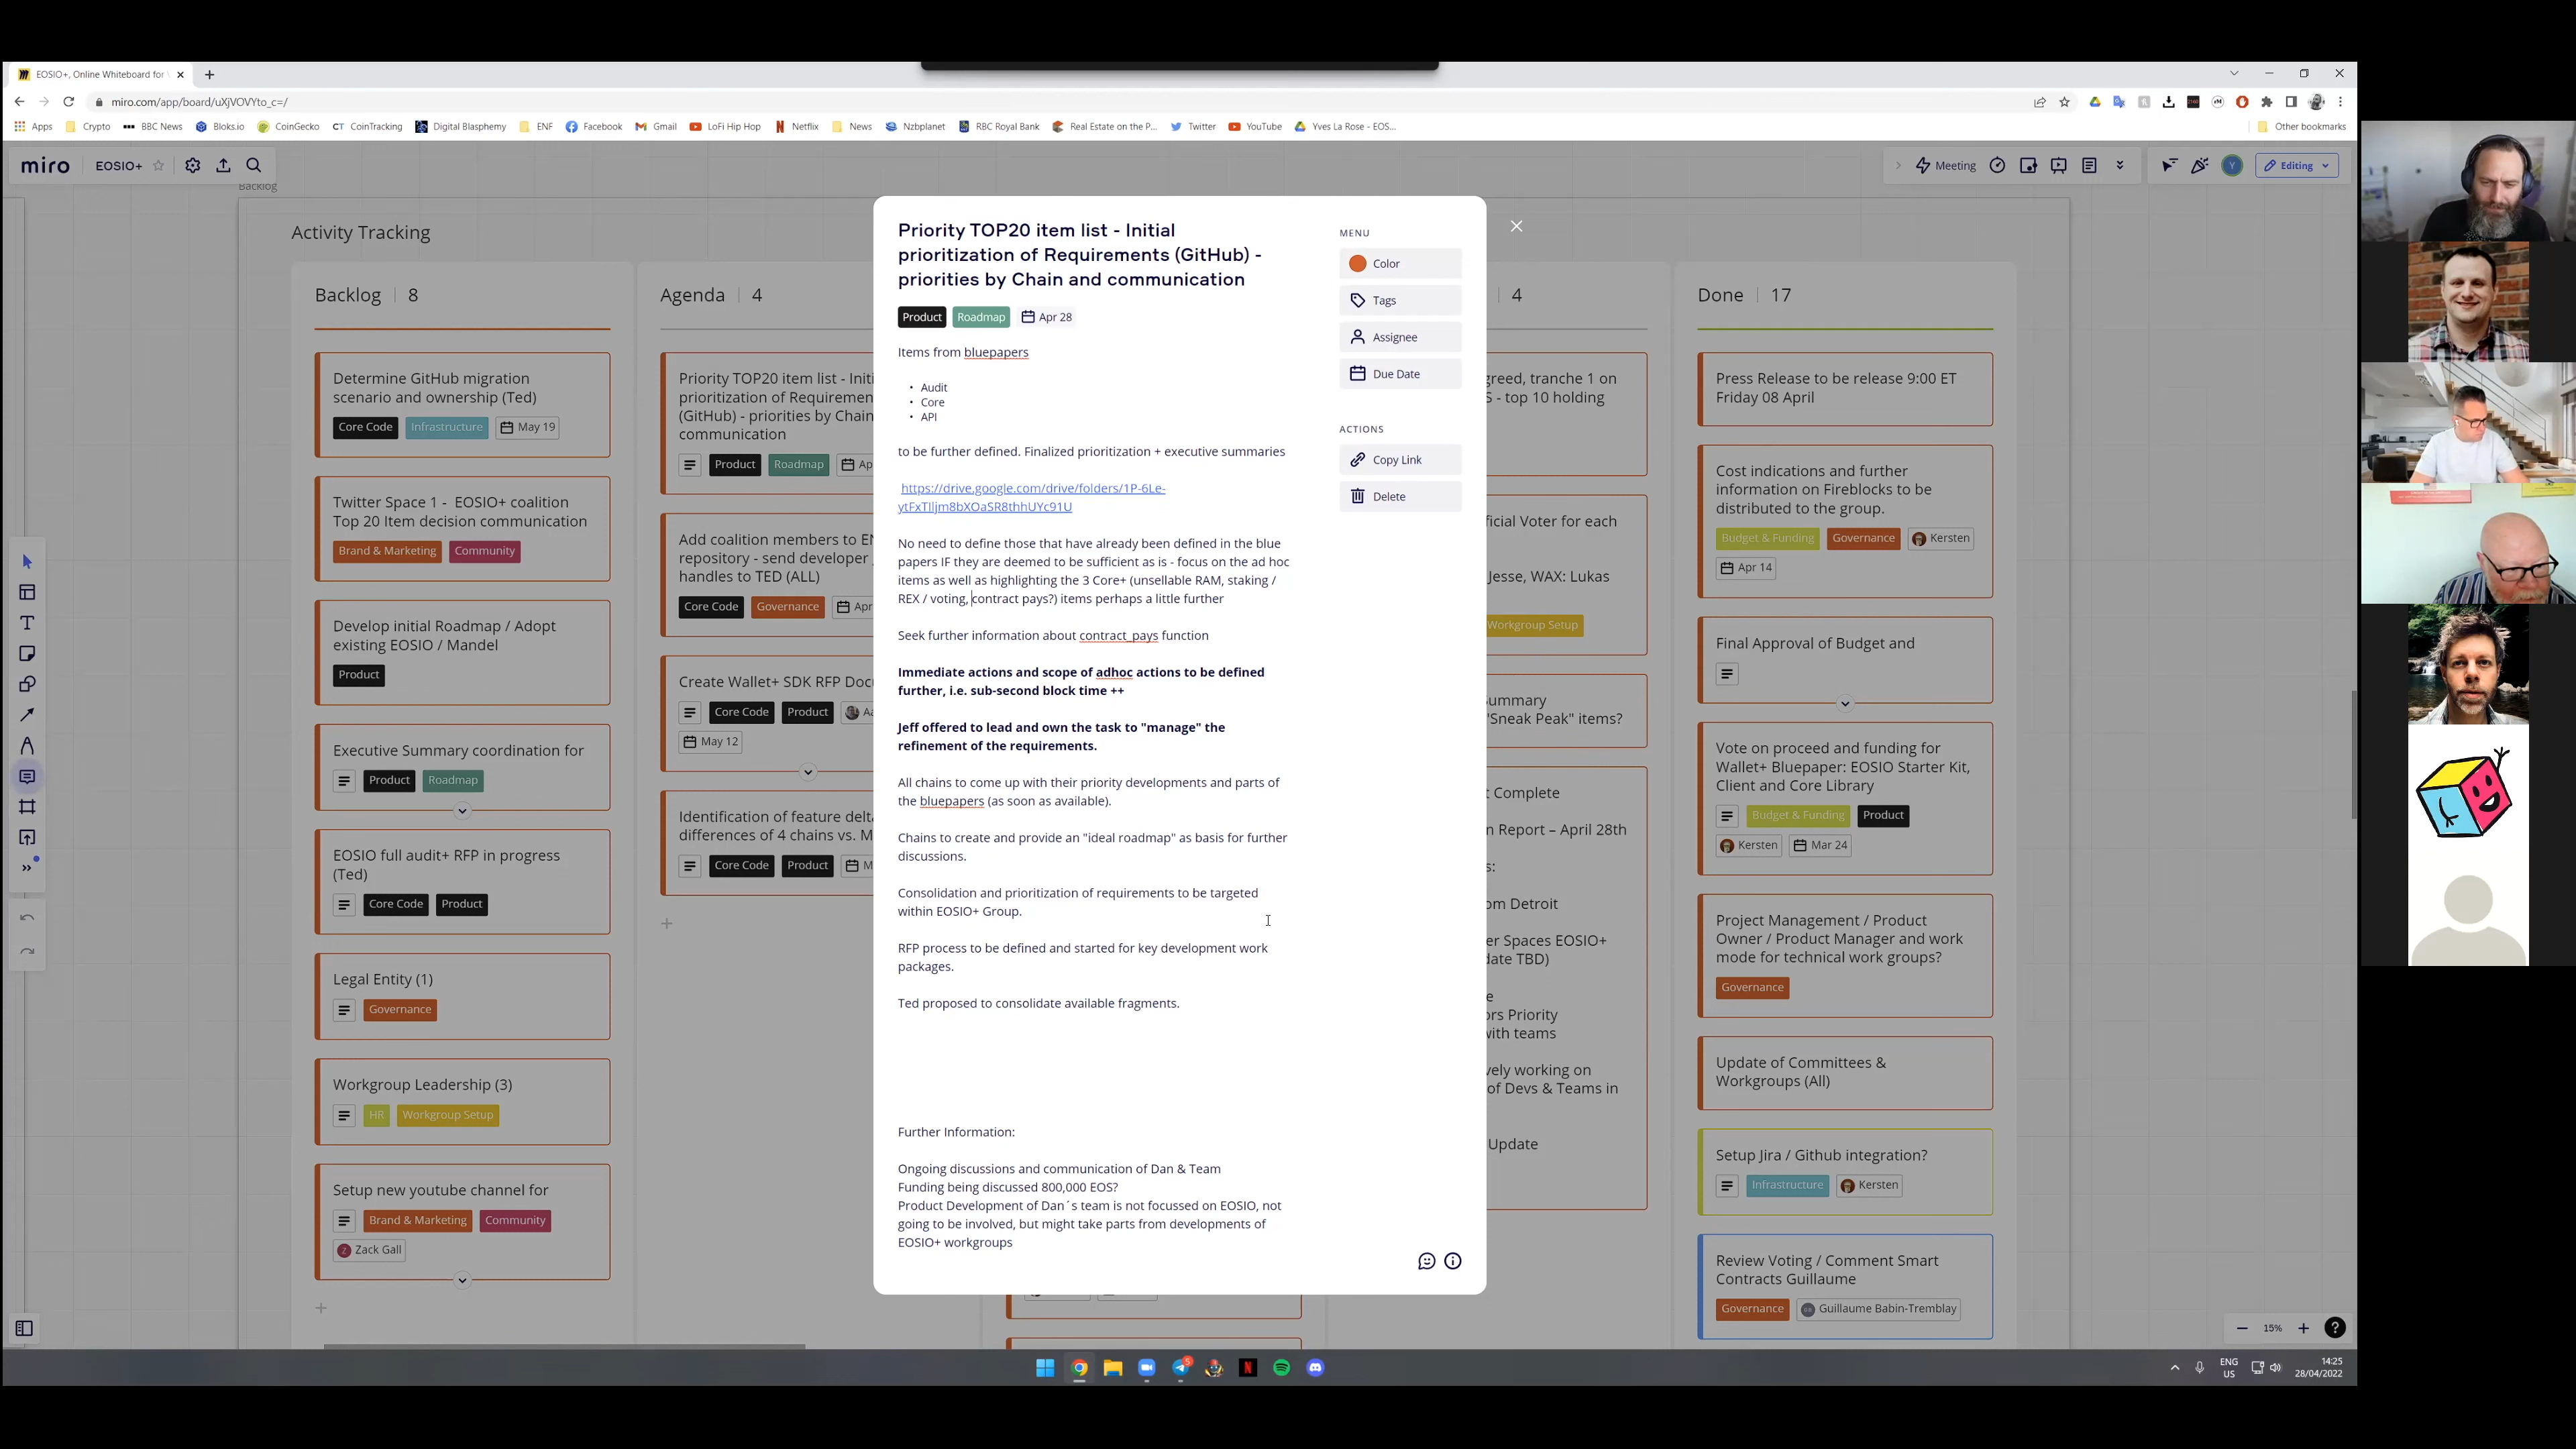 EOSIO+, Online Whiteboard for
miro.com/app/board/uXjVOVYto_c=/
Apps
Crypto
BBC News
Bloks.io
CoinGecko
CT CoinTracking
Digital Blasphemy
ENF
Facebook
Gmail
LoFi Hip Hop
Netflix
News
Nzbplanet
RBC Royal Bank
Real Estate on the P...
Twitter
YouTube
Yves La Rose - EOS...
Other bookmarks
miro
EOSIO+
Meeting
Y
Editing
Backlog
Activity Tracking
Backlog | 8
Determine GitHub migration
scenario and ownership (Ted)
Core Code Infrastructure May 19
Twitter Space 1 - EOSIO+ coalition
Top 20 Item decision communication
Brand & Marketing Community
Develop initial Roadmap / Adopt
existing EOSIO / Mandel
Product
Executive Summary coordination for
Product Roadmap
EOSIO full audit+ RFP in progress
(Ted)
Core Code Product
Legal Entity (1)
Governance
Workgroup Leadership (3)
HR Workgroup Setup
Setup new youtube channel for
Brand & Marketing Community
Z Zack Gall
Agenda | 4
Priority TOP20 item list - Initi
prioritization of Requiremen
(GitHub) - priorities by Chain
communication
Product Roadmap Ap
Add coalition members to EN
repository - send developer
handles to TED (ALL)
Core Code Governance Apr
Create Wallet+ SDK RFP Doc
Core Code Product Aa
May 12
Identification of feature delt
differences of 4 chains vs. M
Core Code Product M
Priority TOP20 item list - Initial
prioritization of Requirements (GitHub) -
priorities by Chain and communication
Product Roadmap Apr 28
Items from bluepapers
• Audit
• Core
• API
to be further defined. Finalized prioritization + executive summaries
https://drive.google.com/drive/folders/1P-6Le-
ytFxTIljm8bXOaSR8thhUYc91U
No need to define those that have already been defined in the blue
papers IF they are deemed to be sufficient as is - focus on the ad hoc
items as well as highlighting the 3 Core+ (unsellable RAM, staking /
REX / voting, contract pays?) items perhaps a little further
Seek further information about contract_pays function
Immediate actions and scope of adhoc actions to be defined
further, i.e. sub-second block time ++
Jeff offered to lead and own the task to "manage" the
refinement of the requirements.
All chains to come up with their priority developments and parts of
the bluepapers (as soon as available).
Chains to create and provide an "ideal roadmap" as basis for further
discussions.
Consolidation and prioritization of requirements to be targeted
within EOSIO+ Group.
RFP process to be defined and started for key development work
packages.
Ted proposed to consolidate available fragments.
Further Information:
Ongoing discussions and communication of Dan & Team
Funding being discussed 800,000 EOS?
Product Development of Dan´s team is not focussed on EOSIO, not
going to be involved, but might take parts from developments of
EOSIO+ workgroups
MENU
Color
Tags
Assignee
Due Date
ACTIONS
Copy Link
Delete
| 4
greed, tranche 1 on
S - top 10 holding
ficial Voter for each
Jesse, WAX: Lukas
Workgroup Setup
ummary
"Sneak Peak" items?
t Complete
n Report – April 28th
s:
om Detroit
er Spaces EOSIO+
date TBD)
e
ors Priority
with teams
vely working on
of Devs & Teams in
Update
Done | 17
Press Release to be release 9:00 ET
Friday 08 April
Cost indications and further
information on Fireblocks to be
distributed to the group.
Budget & Funding Governance Kersten
Apr 14
Final Approval of Budget and
Vote on proceed and funding for
Wallet+ Bluepaper: EOSIO Starter Kit,
Client and Core Library
Budget & Funding Product
Kersten Mar 24
Project Management / Product
Owner / Product Manager and work
mode for technical work groups?
Governance
Update of Committees &
Workgroups (All)
Setup Jira / Github integration?
Infrastructure Kersten
Review Voting / Comment Smart
Contracts Guillaume
Governance Guillaume Babin-Tremblay
15%
ENG
US
14:25
28/04/2022